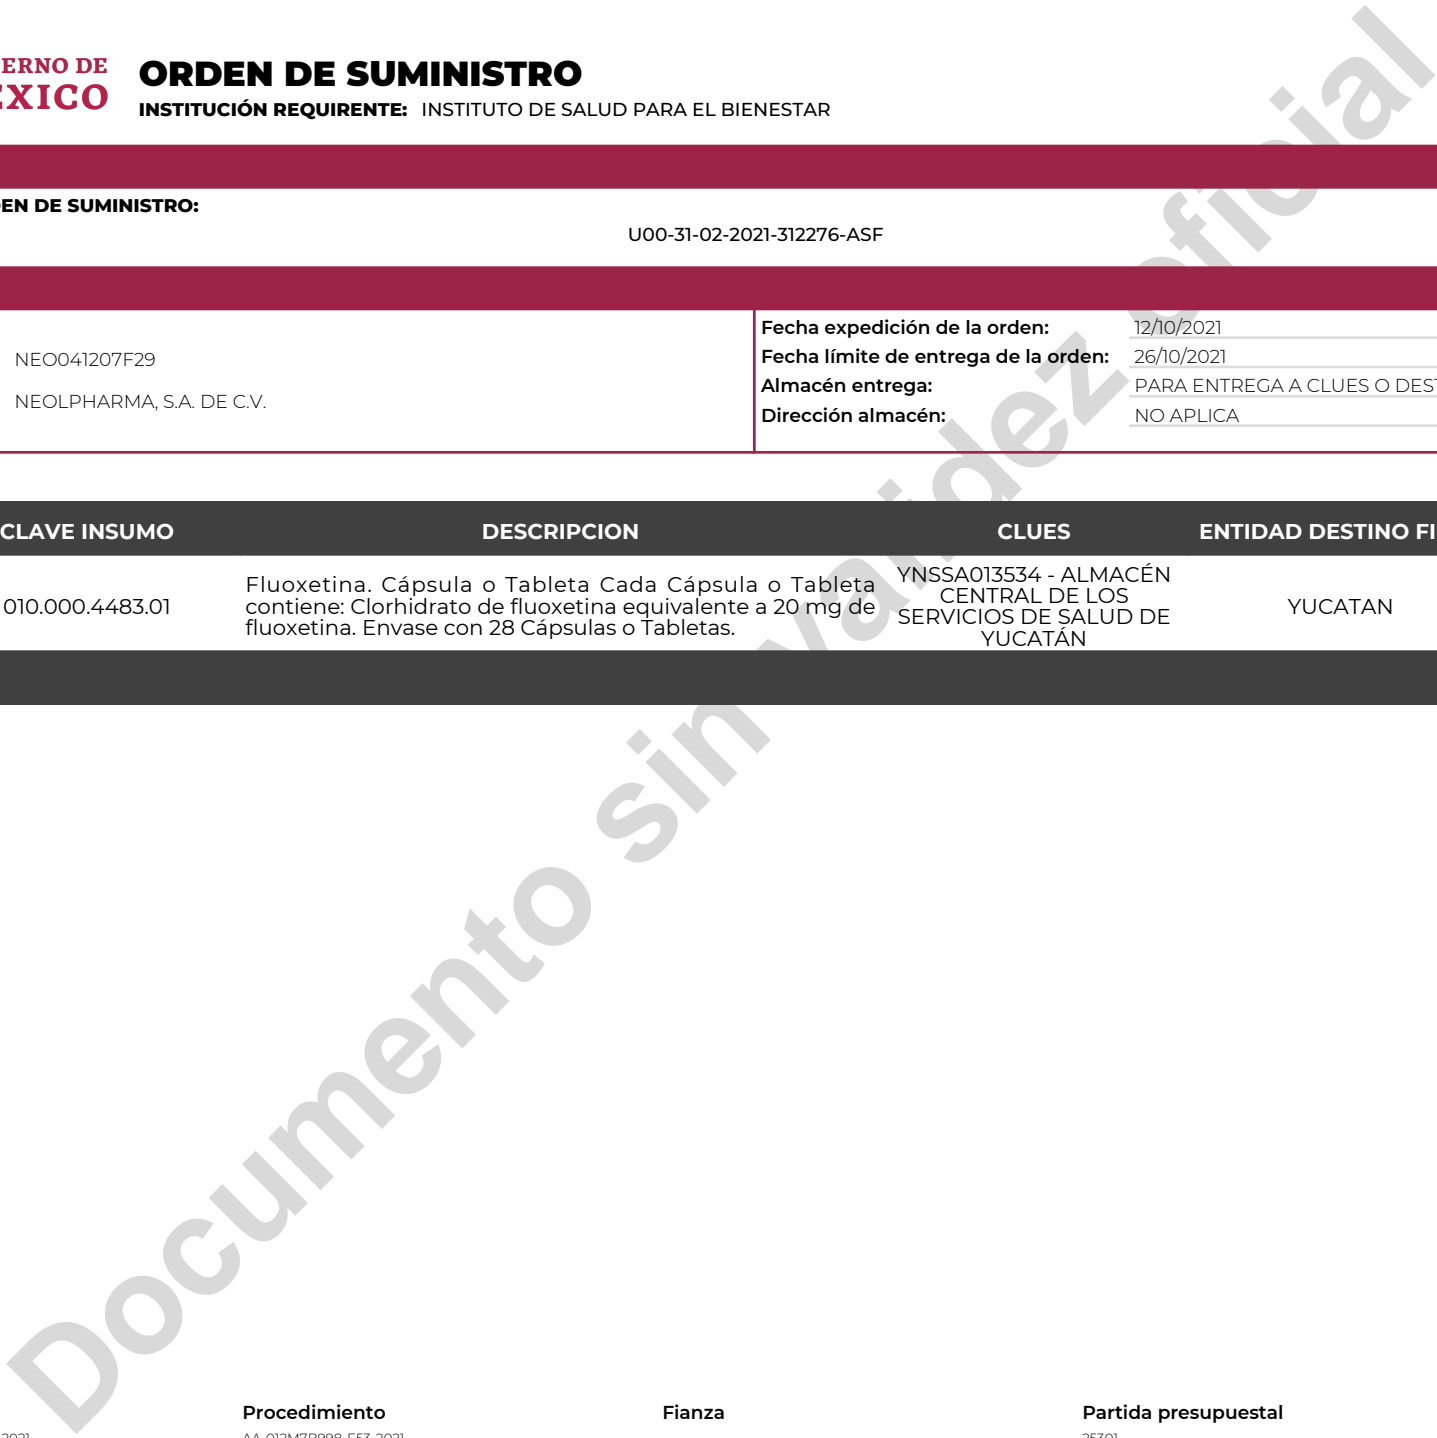 ERNO DE
EXICO
ORDEN DE SUMINISTRO
INSTITUCIÓN REQUIRENTE: INSTITUTO DE SALUD PARA EL BIENESTAR
EN DE SUMINISTRO:
U00-31-02-2021-312276-ASF
NEO041207F29
NEOLPHARMA, S.A. DE C.V.
Fecha expedición de la orden: 12/10/2021
Fecha límite de entrega de la orden: 26/10/2021
Almacén entrega: PARA ENTREGA A CLUES O DEST
Dirección almacén: NO APLICA
CLAVE INSUMO DESCRIPCION CLUES ENTIDAD DESTINO FI
010.000.4483.01
Fluoxetina. Cápsula o Tableta Cada Cápsula o Tableta
contiene: Clorhidrato de fluoxetina equivalente a 20 mg de
fluoxetina. Envase con 28 Cápsulas o Tabletas.
YNSSA013534 - ALMACÉN
CENTRAL DE LOS
SERVICIOS DE SALUD DE
YUCATÁN
YUCATAN
Documento sin validez oficial
Procedimiento Fianza Partida presupuestal